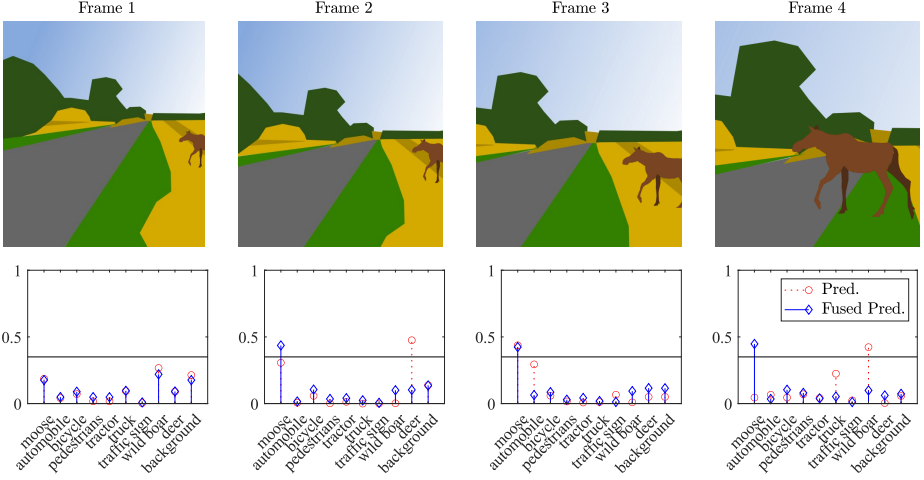 Frame 1 Frame 2 Frame 3 Frame 4
1 1 1 1
Pred.
Fused Pred.
0.5 0.5 0.5 0.5
0 0 0 0
moose automobile bicycle pedestrians tractor truck traffic sign wild boar deer background
moose automobile bicycle pedestrians tractor truck traffic sign wild boar deer background
moose automobile bicycle pedestrians tractor truck traffic sign wild boar deer background
moose automobile bicycle pedestrians tractor truck traffic sign wild boar deer background